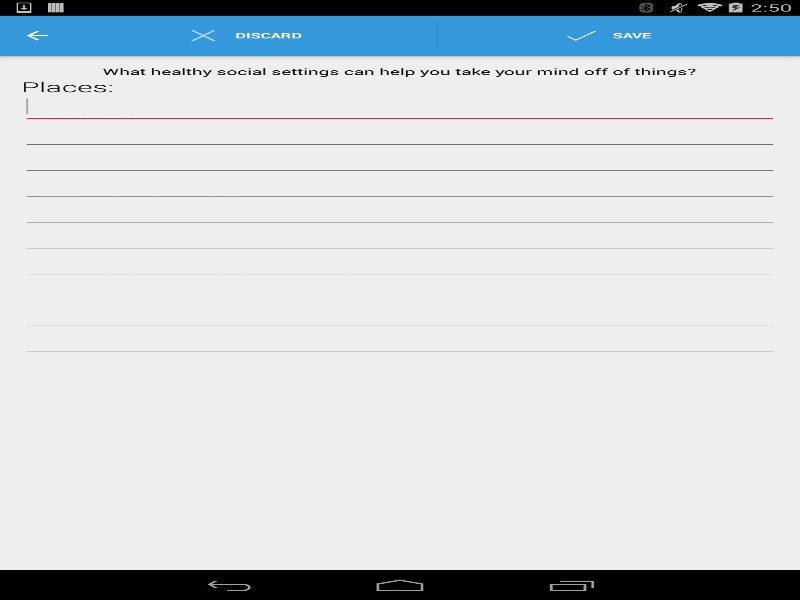 2:50
DISCARD
SAVE
What healthy social settings can help you take your mind off of things?
Places: